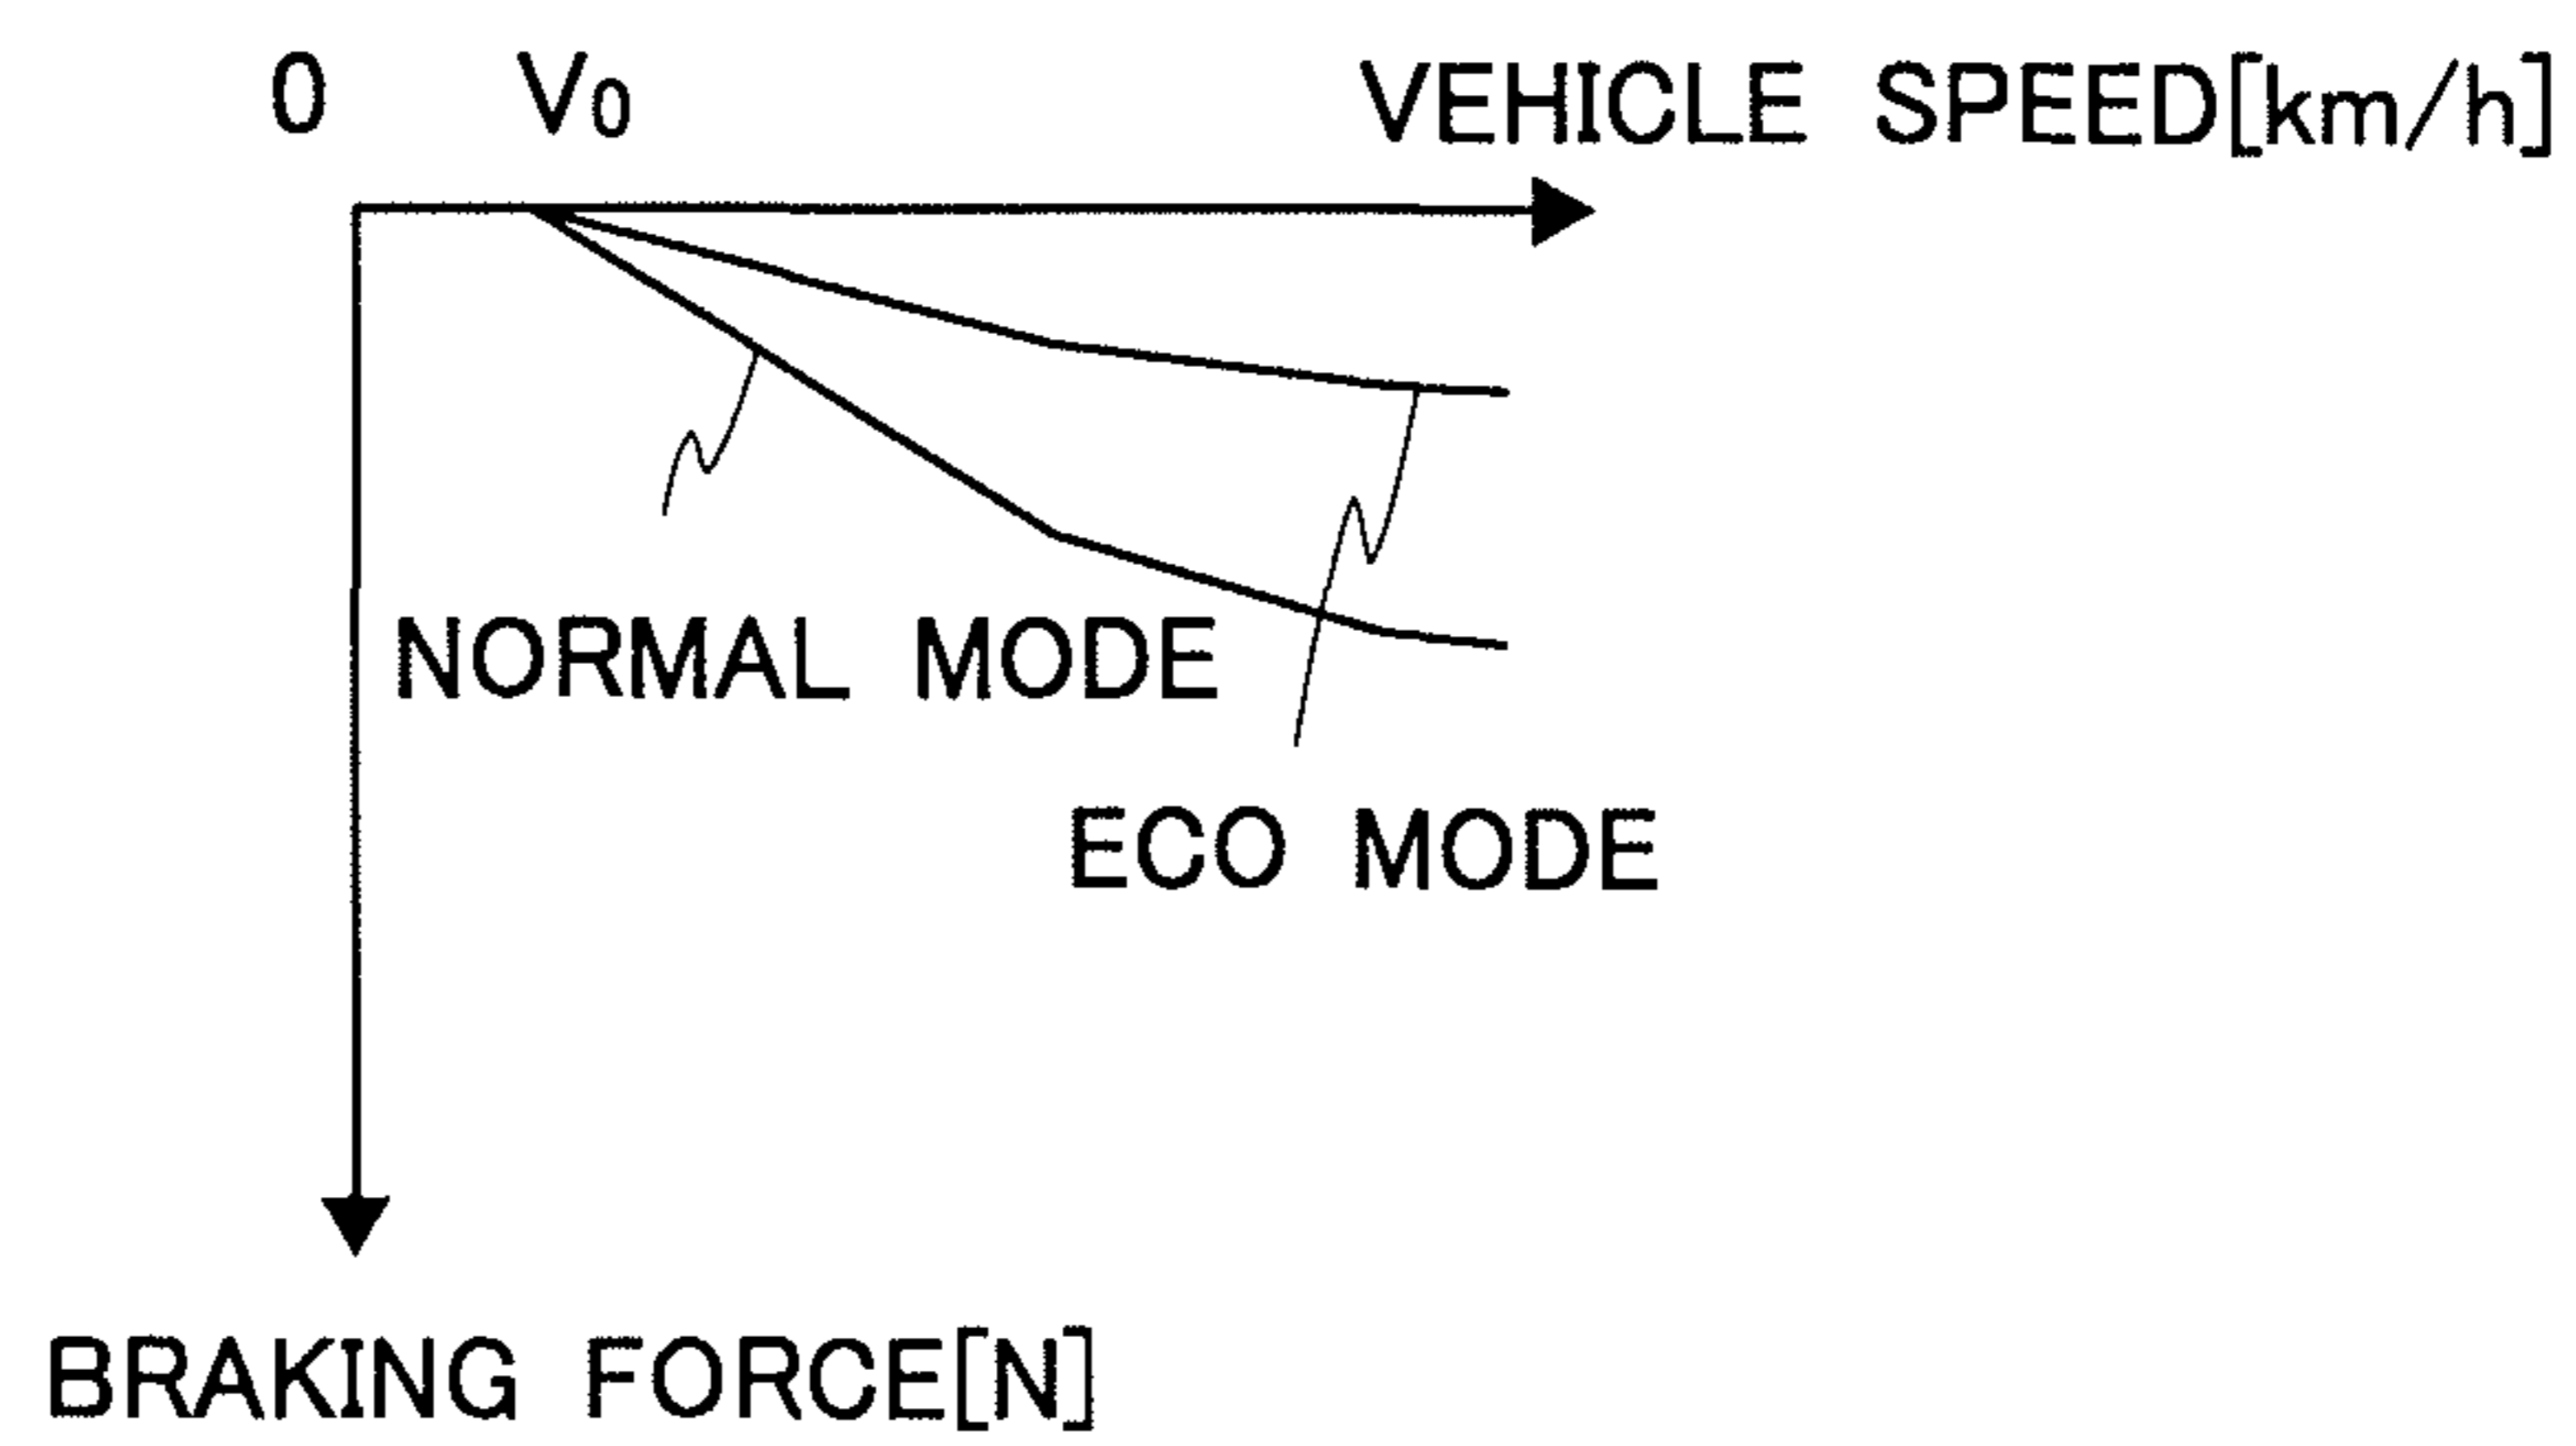 0 V0 VEHICLE SPEED[km/h]
NORMAL MODE
ECO MODE
BRAKING FORCE[N]